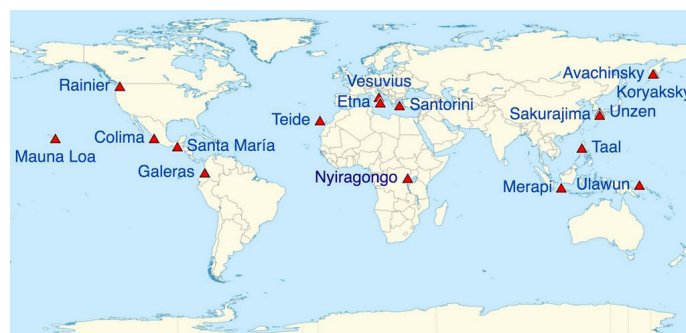 Rainier
Vesuvius
Avachinsky
Koryaksky
Etna
Santorini
Teide
Sakurajima
Unzen
Colima
Santa María
Mauna Loa
Taal
Galeras
Nyiragongo
Merapi
Ulawun